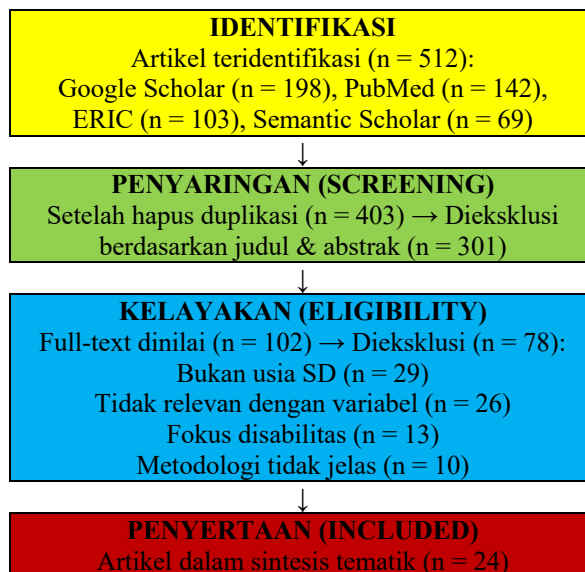 IDENTIFIKASI
Artikel teridentifikasi (n = 512):
Google Scholar (n = 198), PubMed (n = 142),
ERIC (n = 103), Semantic Scholar (n = 69)
↓
PENYARINGAN (SCREENING)
Setelah hapus duplikasi (n = 403) → Dieksklusi
berdasarkan judul & abstrak (n = 301)
↓
KELAYAKAN (ELIGIBILITY)
Full-text dinilai (n = 102) → Dieksklusi (n = 78):
Bukan usia SD (n = 29)
Tidak relevan dengan variabel (n = 26)
Fokus disabilitas (n = 13)
Metodologi tidak jelas (n = 10)
↓
PENYERTAAN (INCLUDED)
Artikel dalam sintesis tematik (n = 24)